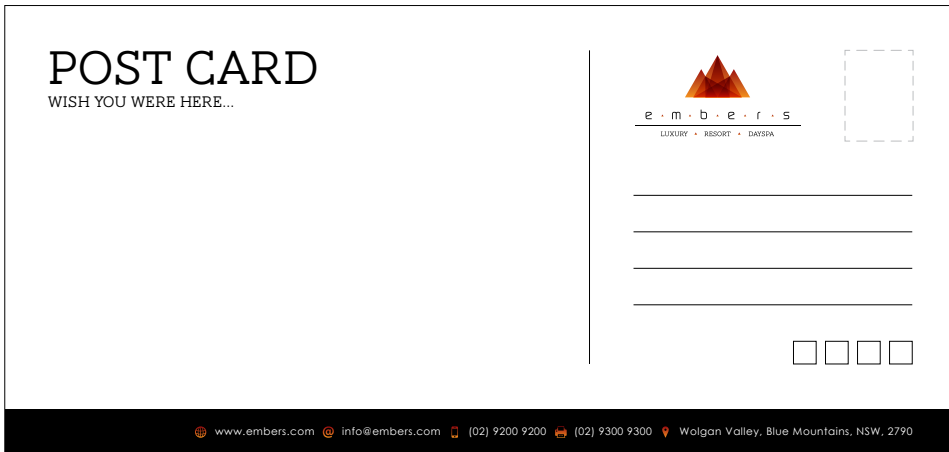 POST CARD
WISH YOU WERE HERE...
e · m · b · e · r · s
LUXURY • RESORT • DAYSPA
www.embers.com @ info@embers.com (02) 9200 9200 (02) 9300 9300 Wolgan Valley, Blue Mountains, NSW, 2790